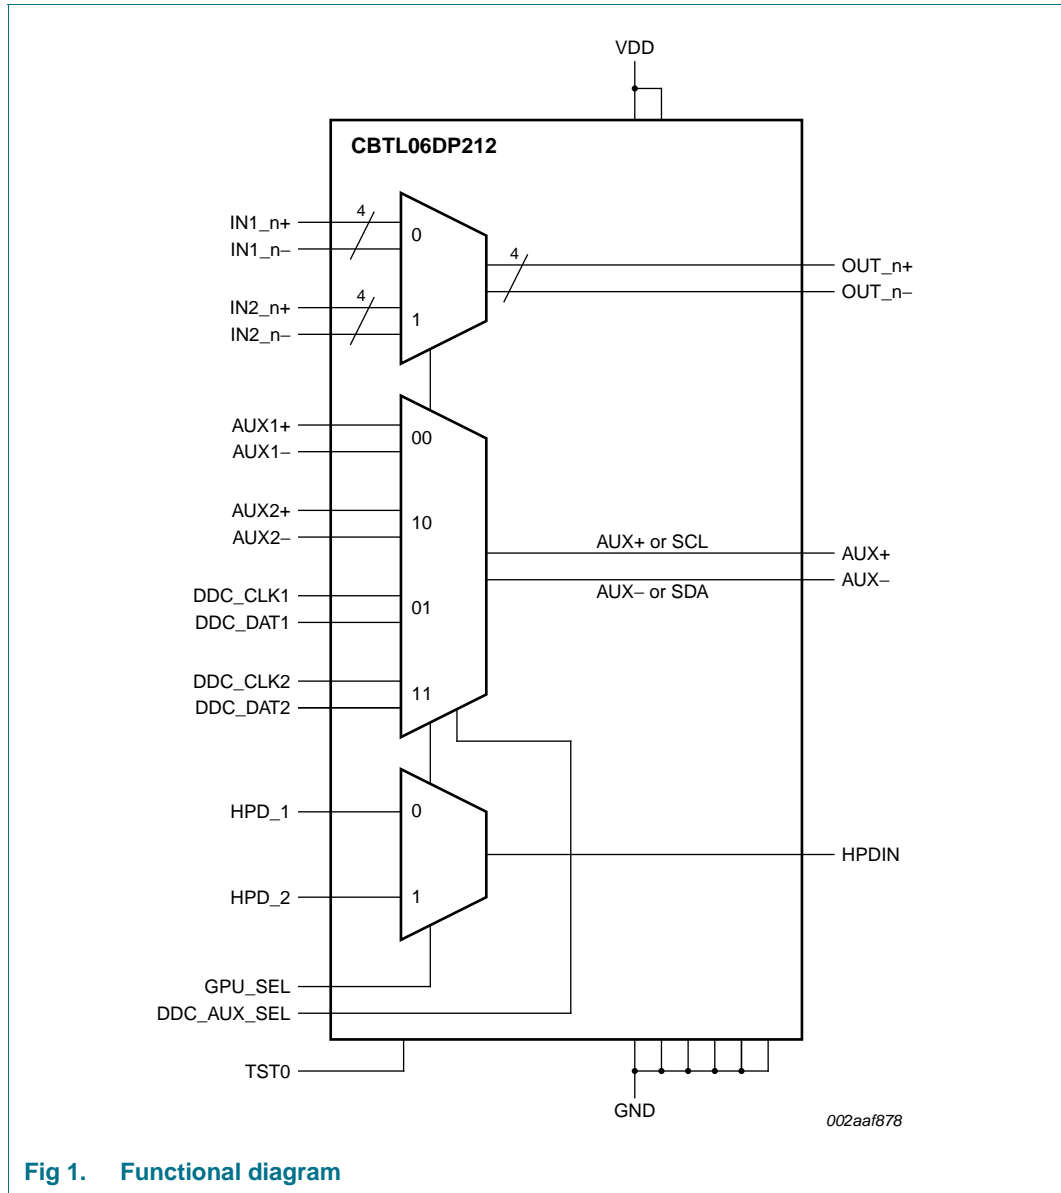 VDD
CBTL06DP212
4
IN1_n+
0
IN1_n−
4
OUT_n+
OUT_n−
4
IN2_n+
1
IN2_n−
AUX1+
00
AUX1−
AUX2+
10
AUX2−
AUX+ or SCL
AUX+
AUX− or SDA
AUX−
DDC_CLK1
01
DDC_DAT1
DDC_CLK2
11
DDC_DAT2
HPD_1
0
HPDIN
HPD_2
1
GPU_SEL
DDC_AUX_SEL
TST0
GND
002aaf878
Fig 1. Functional diagram